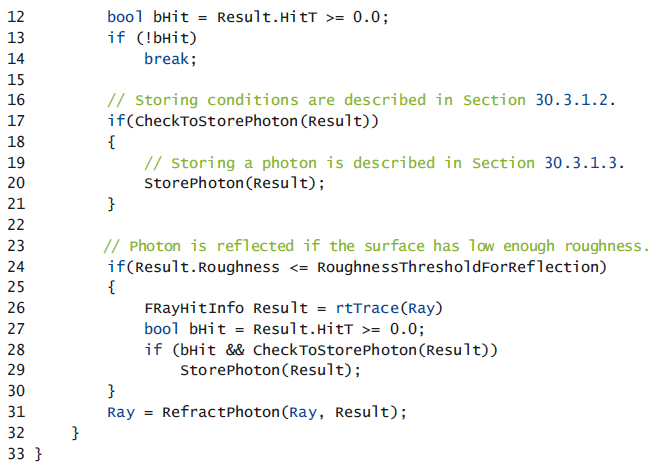 12 bool bHit = Result.HitT >= 0.0;
13 if (!bHit)
14 break;
15
16 // Storing conditions are described in Section 30.3.1.2.
17 if(CheckToStorePhoton(Result))
18 {
19 // Storing a photon is described in Section 30.3.1.3.
20 StorePhoton(Result);
21 }
22
23 // Photon is reflected if the surface has low enough roughness.
24 if(Result.Roughness <= RoughnessThresholdForReflection)
25 {
26 FRayHitInfo Result = rtTrace(Ray)
27 bool bHit = Result.HitT >= 0.0;
28 if (bHit && CheckToStorePhoton(Result))
29 StorePhoton(Result);
30 }
31 Ray = RefractPhoton(Ray, Result);
32 }
33 }